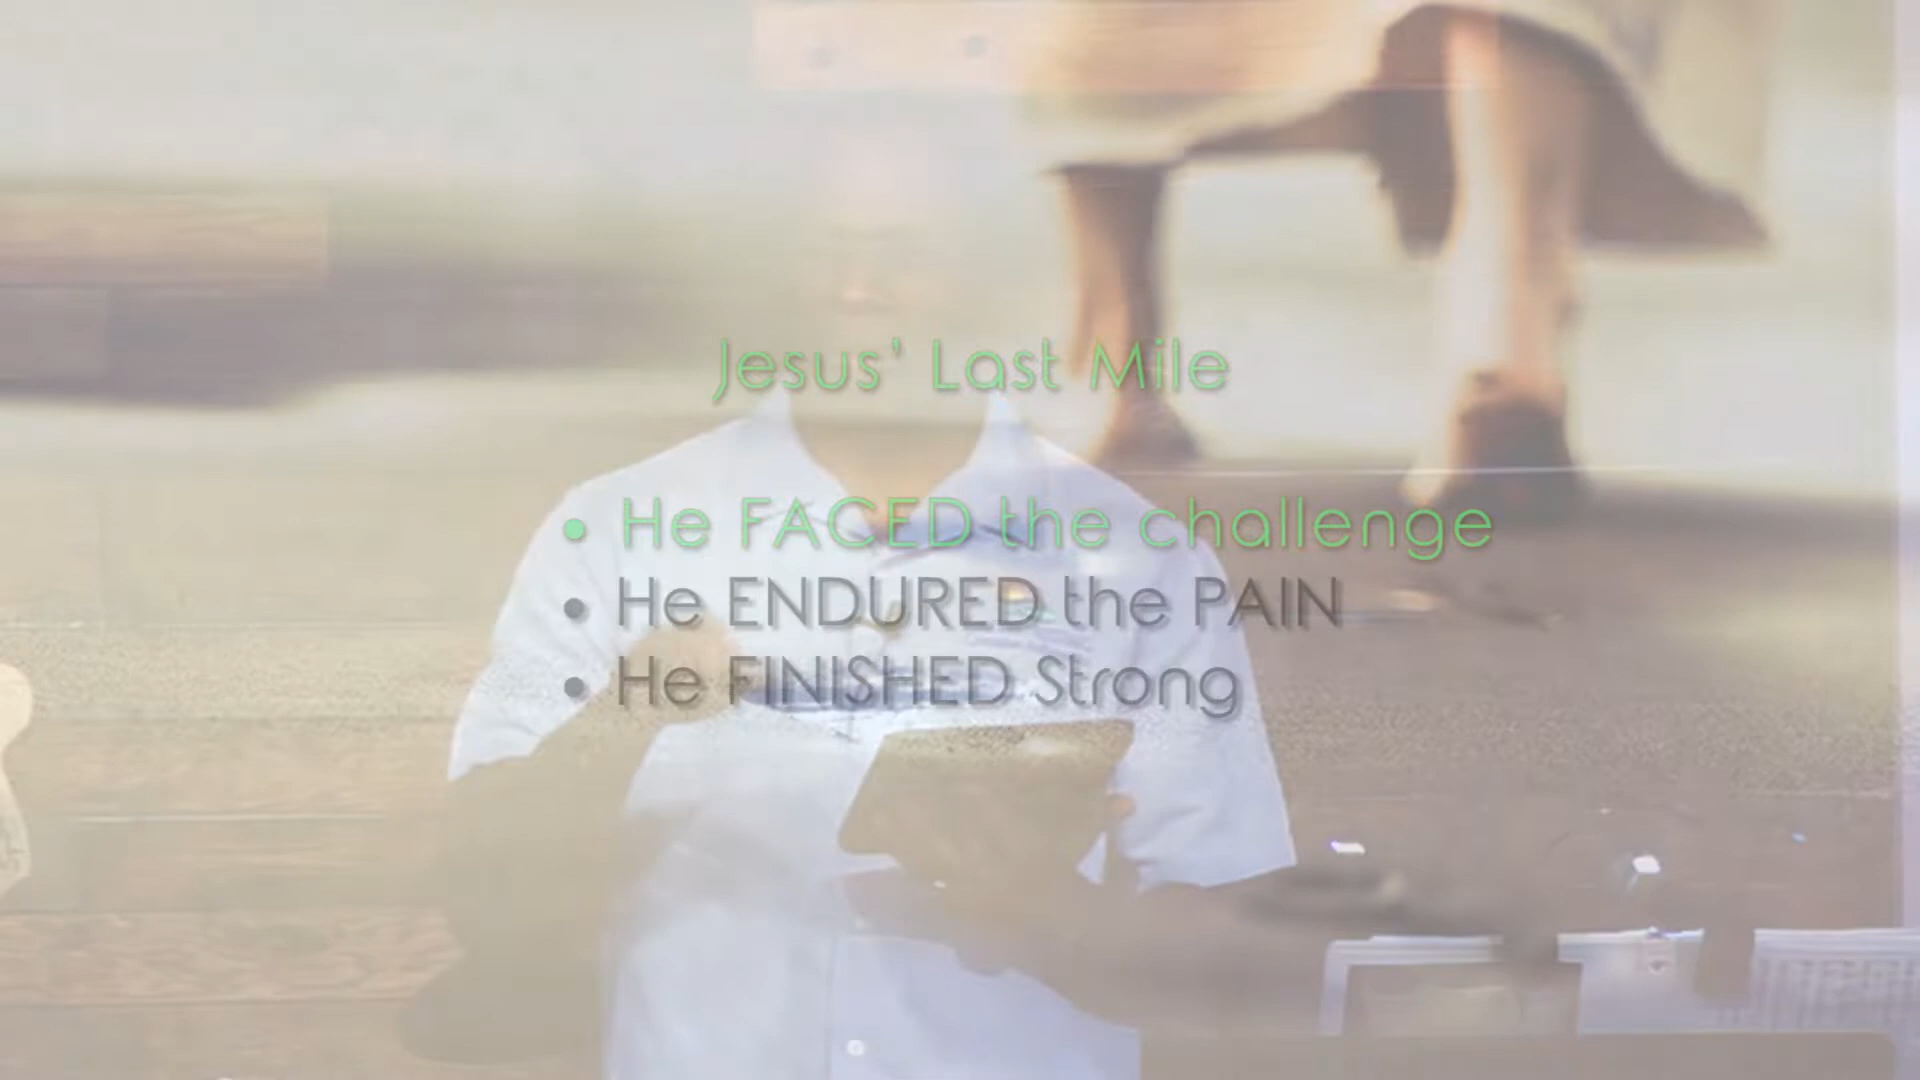 Jesus’ Last Mile
• He FACED the challenge
• He ENDURED the PAIN
• He FINISHED Strong